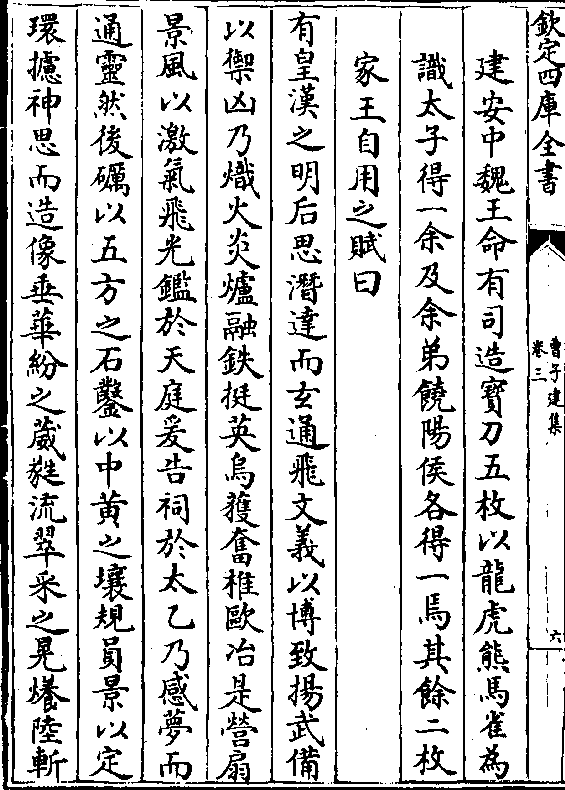 欽定四庫全書
曹子建集
卷三
六
建安中魏王命有司造寳刀五枚以龍虎熊馬雀為
識太子得一余及余弟饒陽侯各得一焉其餘二枚
家王自用之賦曰
有皇漢之明后思潛達而玄通飛文義以博致揚武備
以禦凶乃熾火炎爐融鉄挺英烏獲奮椎歐冶是營扇
景風以激氣飛光鑑於天庭爰告祠於太乙乃感夢而
通靈然後礪以五方之石鑿以中黄之壤規員景以定
環攄神思而造像垂華紛之葳蕤流翠采之晃爌陸斬